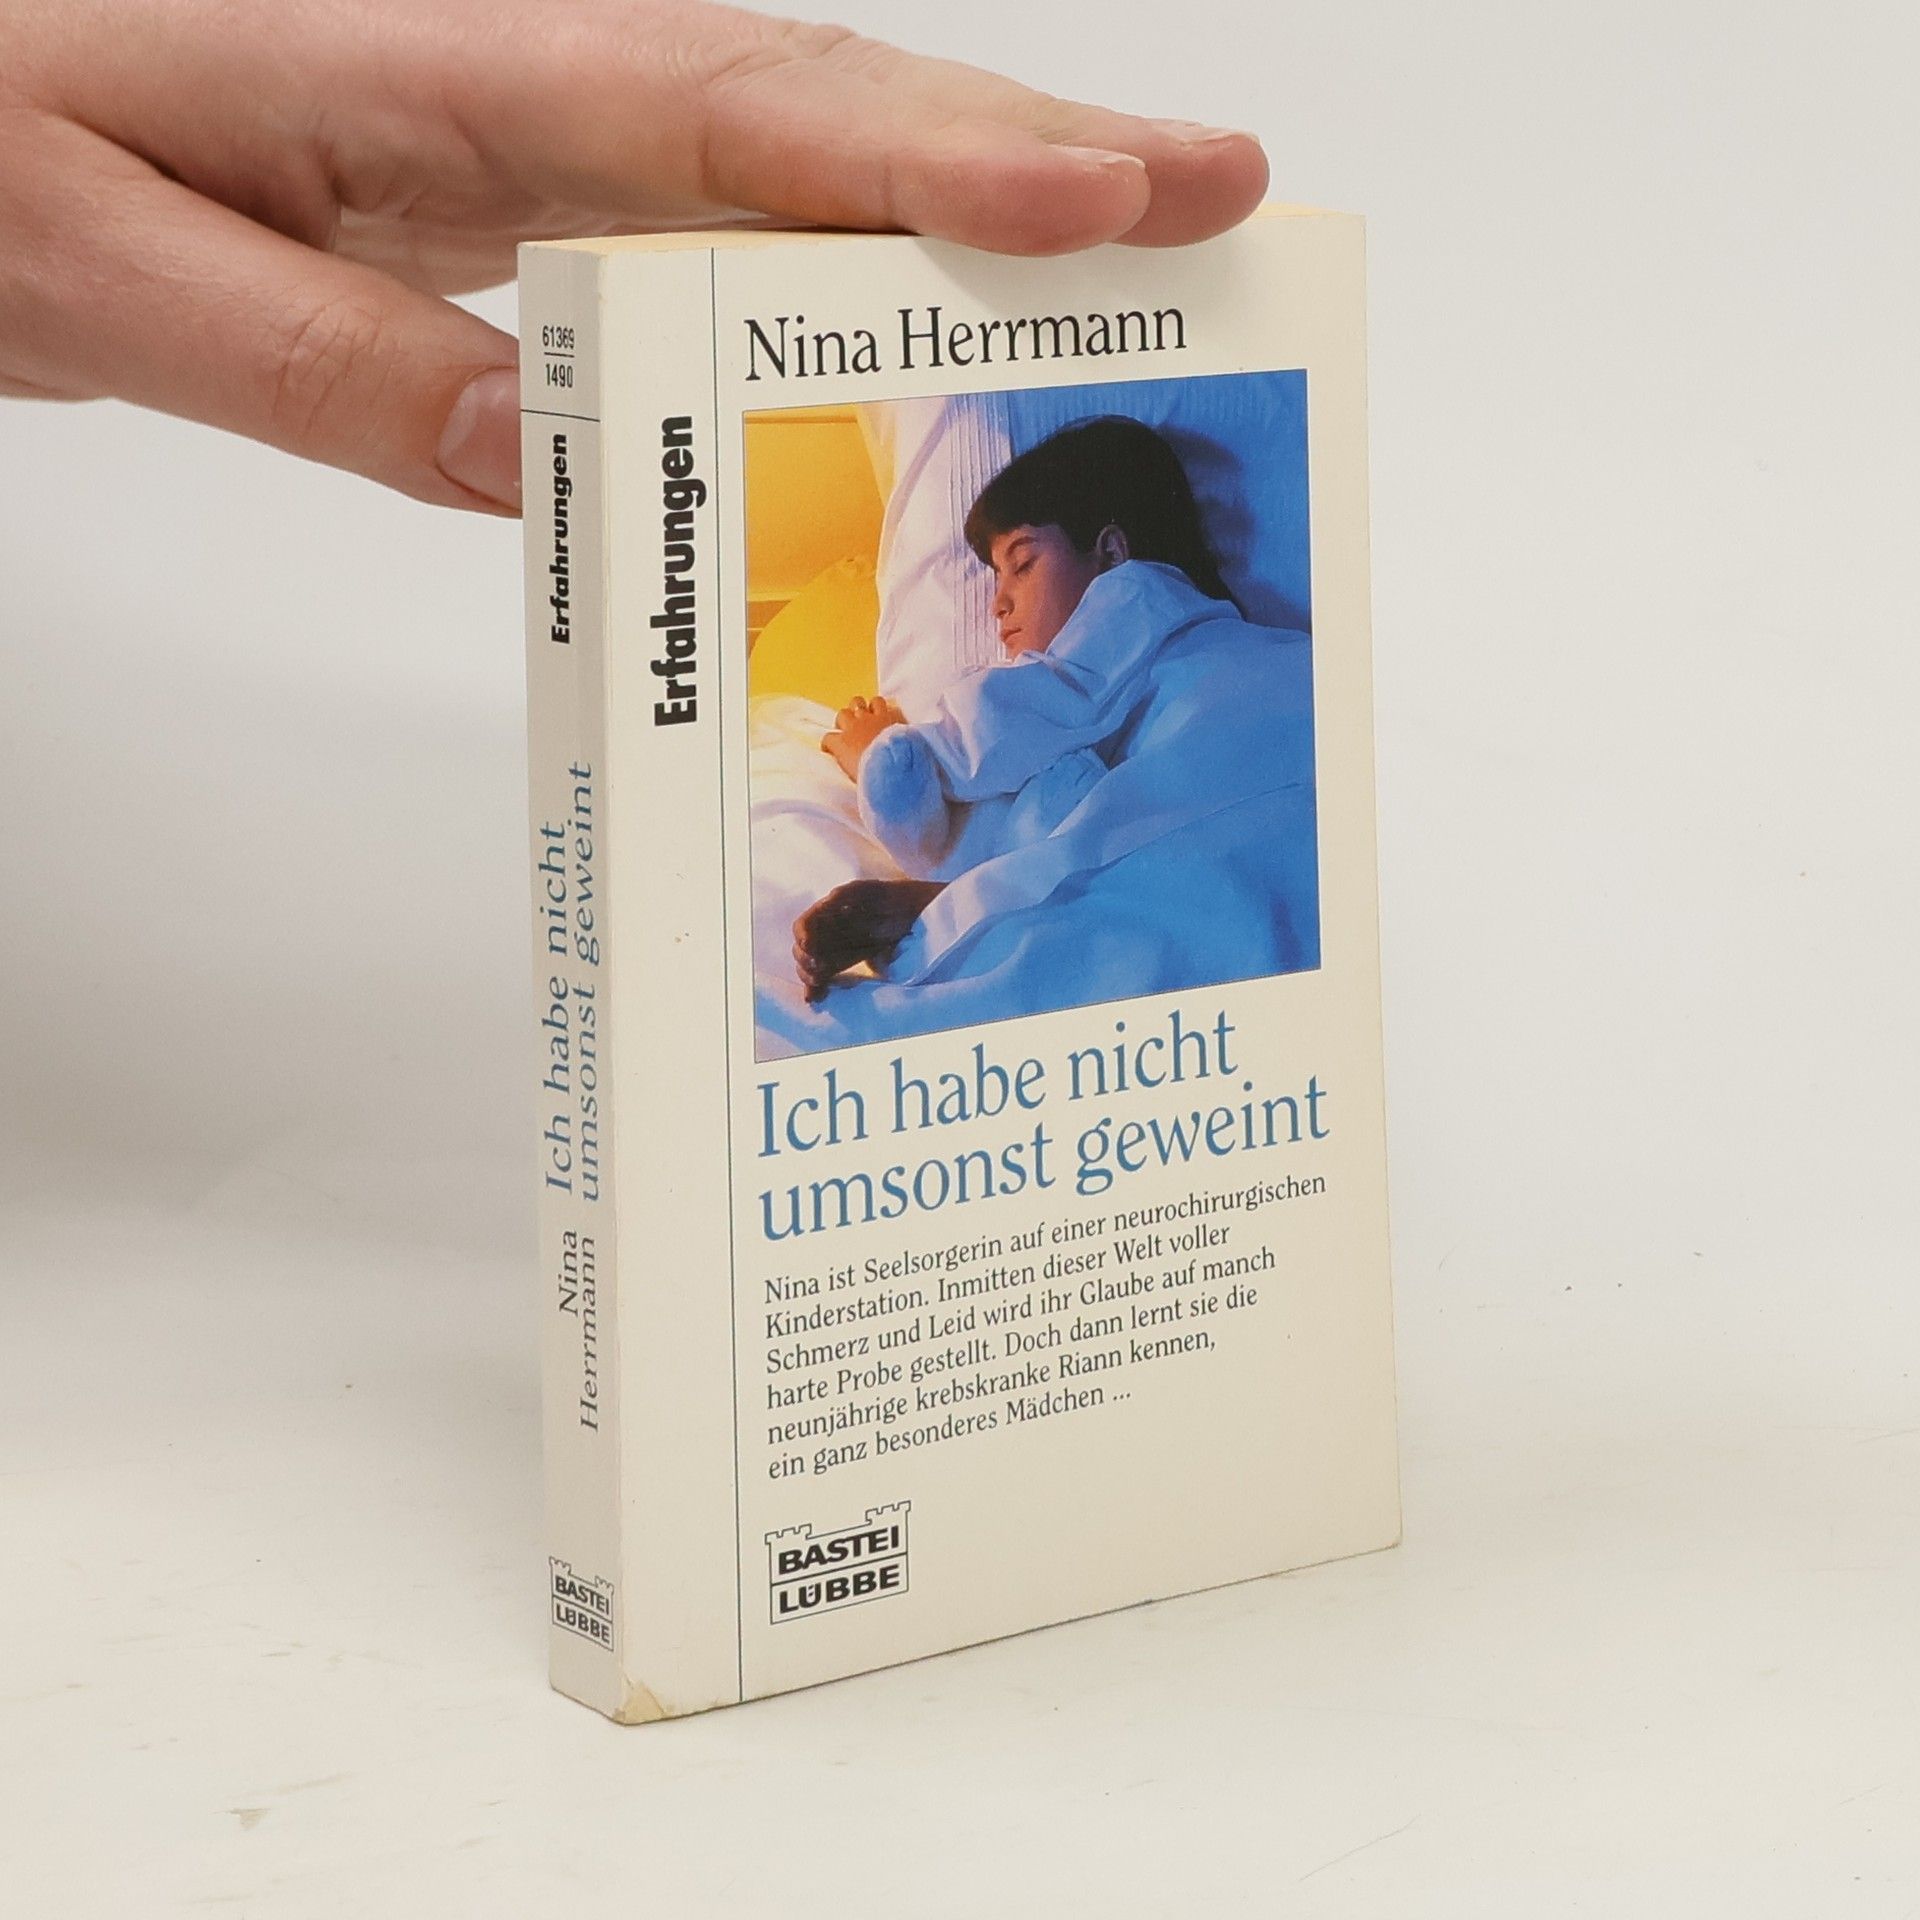 61369
1490
Erfahrungen
Ich habe nicht
umsonst geweint
Nina
Herrmann
BASTEI
LÜBBE
Erfahrungen
Nina Herrmann
Ich habe nicht
umsonst geweint
Nina ist Seelsorgerin auf einer neurochirurgischen
Kinderstation. Inmitten dieser Welt voller
Schmerz und Leid wird ihr Glaube auf manch
harte Probe gestellt. Doch dann lernt sie die
neunjährige krebskranke Riann kennen,
ein ganz besonderes Mädchen ...
BASTEI
LÜBBE